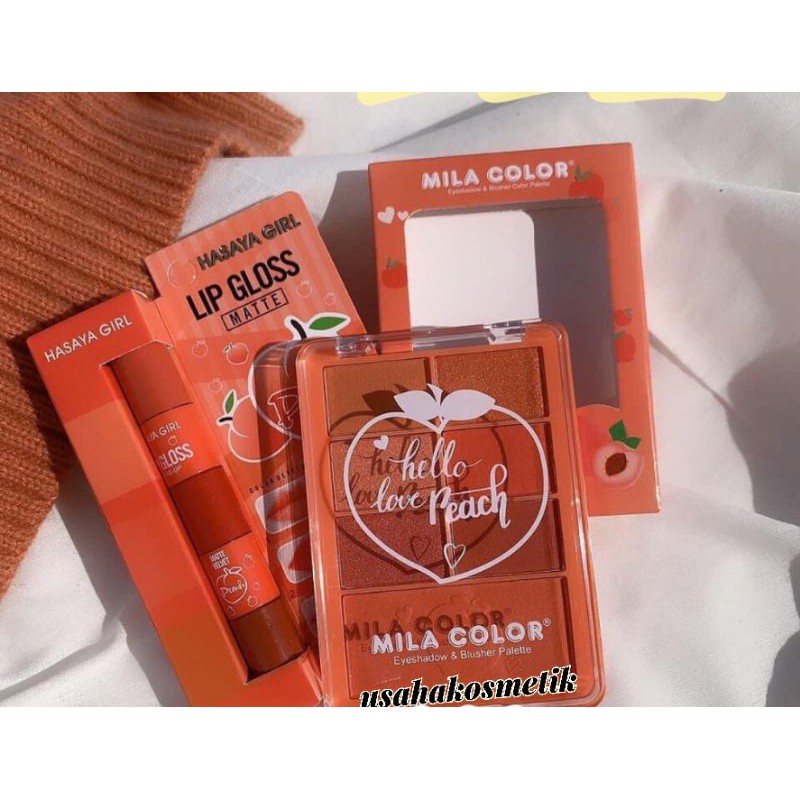 MILA COLOR®
Eyeshadow & Blusher Color Palette
HASAYA GIRL
LIP GLOSS
MATTE
HASAYA GIRL
YA GIRL
GLOSS
MATTE
VELVET
Peach
hello
love Peach
MILA COLOR®
MILA COLOR®
Eyeshadow & Blusher Palette
usahakosmetik